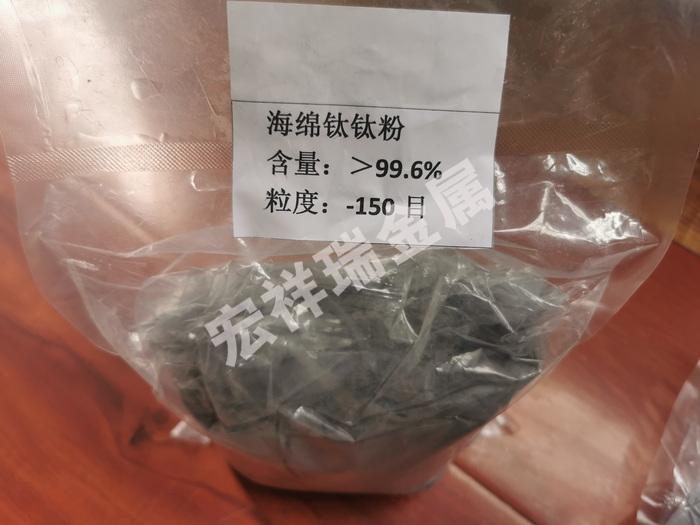 海绵钛钛粉
含量：＞99.6%
粒度：-150 目
宏祥瑞金属